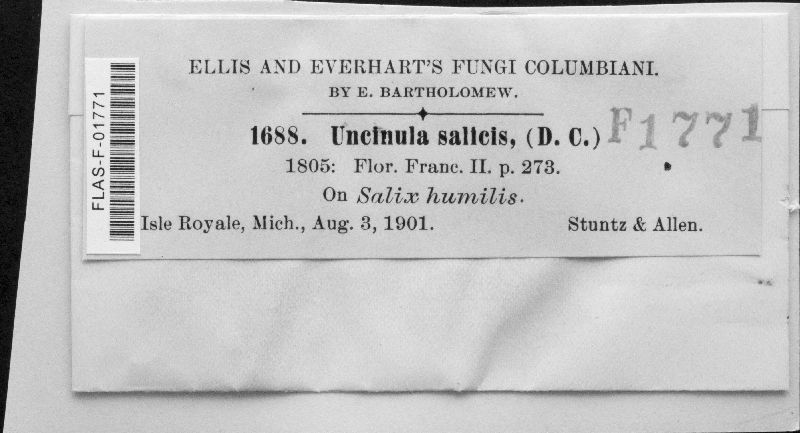 ELLIS AND EVERHART'S FUNGI COLUMBIANI.
BY E. BARTHOLOMEW.
1688. Uncinula salicis, (D. C.) F1771
1805: Flor. Franc. II. p. 273.
On Salix humilis.
Isle Royale, Mich., Aug. 3, 1901. Stuntz & Allen.
FLAS-F-01771